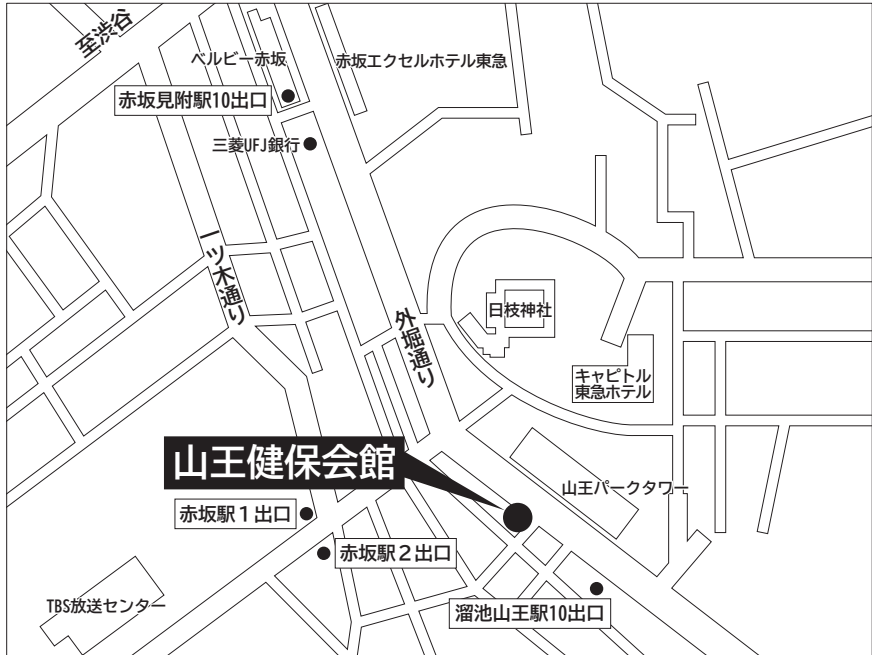 至渋谷
ベルビー赤坂
赤坂エクセルホテル東急
赤坂見附駅10出口
三菱UFJ銀行
一ツ木通り
外堀通り
日枝神社
キャピトル
東急ホテル
山王健保会館
山王パークタワー
赤坂駅1出口
赤坂駅2出口
TBS放送センター
溜池山王駅10出口